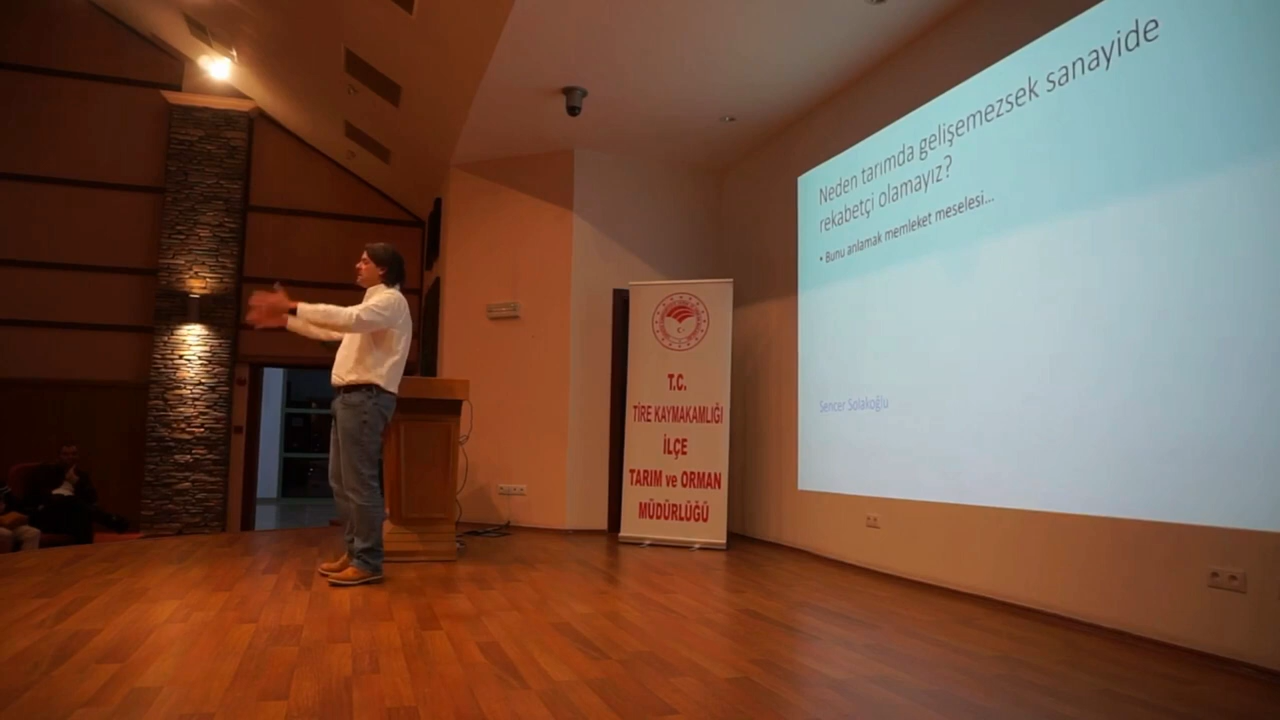 Neden tarımda gelişemezsek sanayide
rekabetçi olamayız?
• Bunu anlamak memleket meselesi...
Sencer Solakoğlu
T.C.
TİRE KAYMAKAMLIĞI
İLÇE
TARIM ve ORMAN
MÜDÜRLÜĞÜ